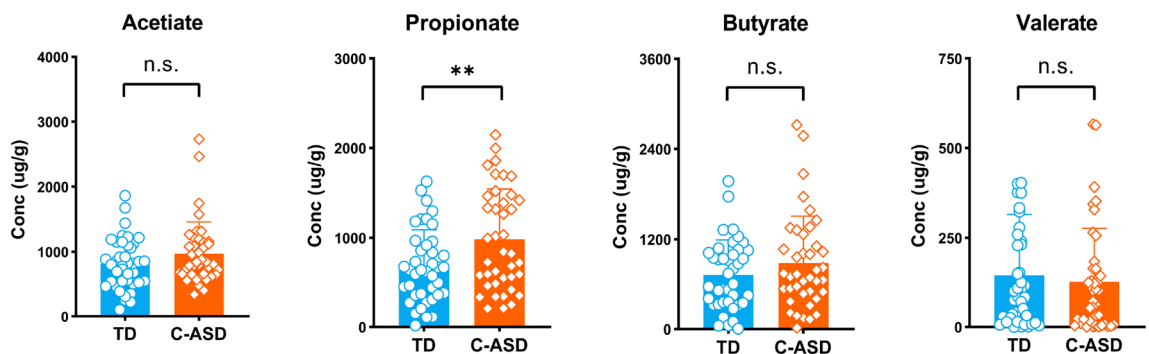 Acetiate
Conc (ug/g)
4000
3000
2000
1000
0
n.s.
TD
C-ASD
Propionate
Conc (ug/g)
3000
2000
1000
0
**
TD
C-ASD
Butyrate
Conc (ug/g)
3600
2400
1200
0
n.s.
TD
C-ASD
Valerate
Conc (ug/g)
750
500
250
0
n.s.
TD
C-ASD